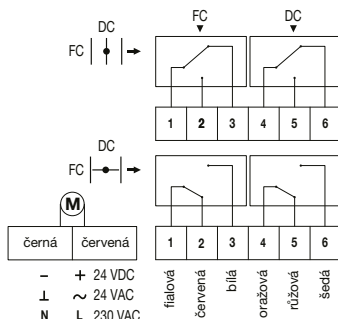 DC
FC
FC DC
1 2 3 4 5 6
DC
FC
M
1 2 3 4 5 6
černá červená
fialová
červená
bílá
oražová
růžová
šedá
– + 24 VDC
⊥ ~ 24 VAC
N L 230 VAC